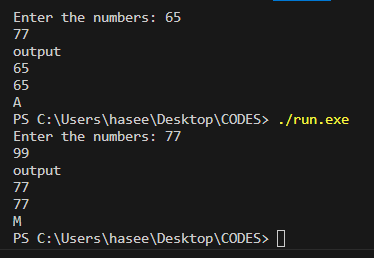 Enter the numbers: 65
77
output
65
65
A
PS C:\Users\hasee\Desktop\CODES> ./run.exe
Enter the numbers: 77
99
output
77
77
M
PS C:\Users\hasee\Desktop\CODES>